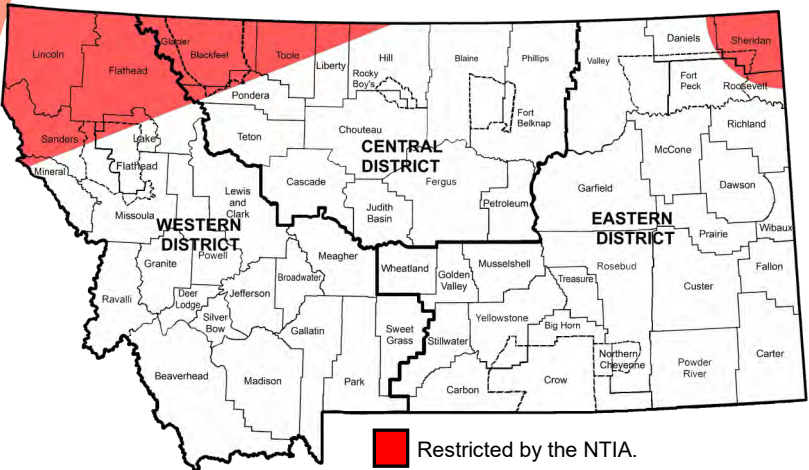 Lincoln
Flathead
Glacier
Blackfeet
Toole
Liberty
Hill
Rocky
Boy's
Blaine
Phillips
Valley
Daniels
Sheridan
Fort
Peck
Roosevelt
Pondera
Sanders
Lake
Flathead
Mineral
Teton
Chouteau
Fort
Belknap
CENTRAL
DISTRICT
Richland
McCone
Missoula
Lewis
and
Clark
Cascade
Fergus
Judith
Basin
Petroleum
Garfield
Dawson
WESTERN
DISTRICT
EASTERN
DISTRICT
Prairie
Wibaux
Granite
Powell
Meagher
Broadwater
Wheatland
Golden
Valley
Musselshell
Treasure
Rosebud
Fallon
Custer
Ravalli
Deer
Lodge
Silver
Bow
Jefferson
Gallatin
Sweet
Grass
Stillwater
Yellowstone
Big Horn
Northern
Cheyenne
Beaverhead
Madison
Park
Carbon
Crow
Powder
River
Carter
Restricted by the NTIA.